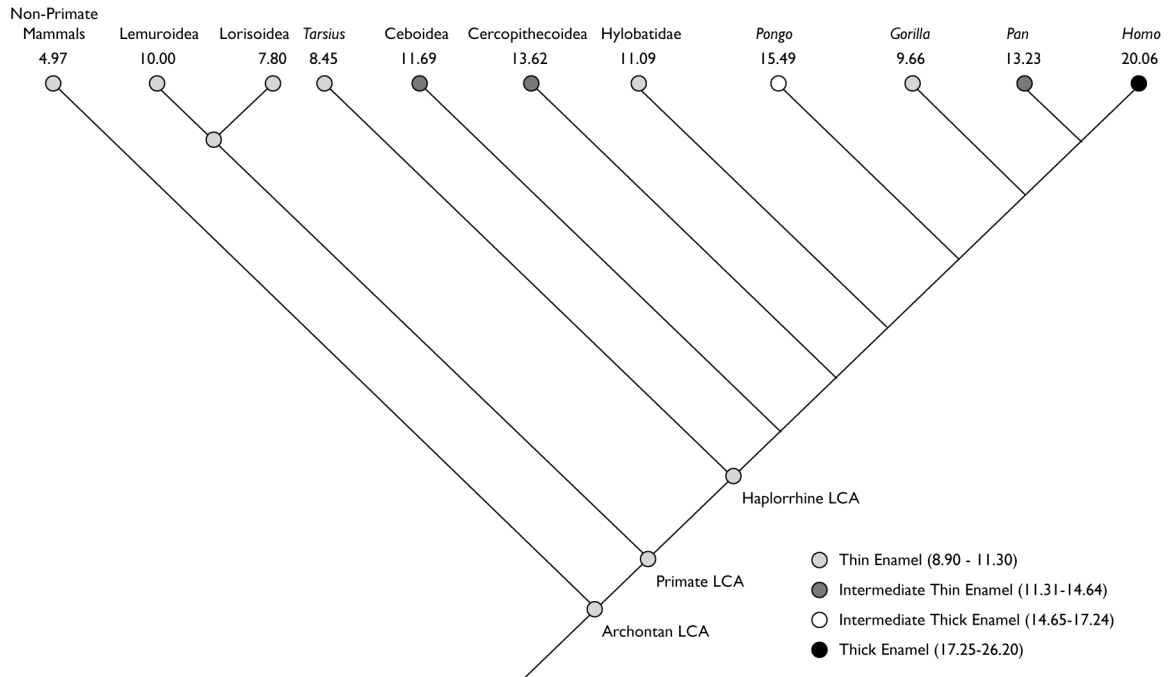 Non-Primate
Mammals Lemuroidea Lorisoidea Tarsius Ceboidea Cercopithecoidea Hylobatidae Pongo Gorilla Pan Homo
4.97 10.00 7.80 8.45 11.69 13.62 11.09 15.49 9.66 13.23 20.06
Haplorrhine LCA
Primate LCA
Archontan LCA
Thin Enamel (8.90 - 11.30)
Intermediate Thin Enamel (11.31-14.64)
Intermediate Thick Enamel (14.65-17.24)
Thick Enamel (17.25-26.20)